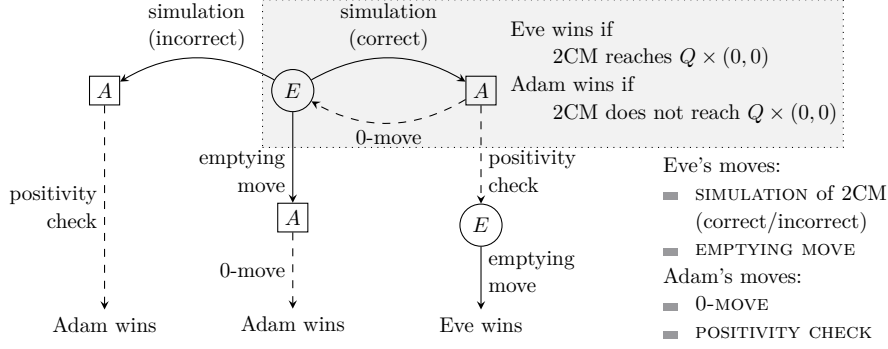 simulation
(incorrect)
simulation
(correct)
Eve wins if
2CM reaches Q × (0, 0)
Adam wins if
2CM does not reach Q × (0, 0)
A
E
A
0-move
emptying
move
positivity
check
positivity
check
A
E
0-move
emptying
move
Adam wins
Adam wins
Eve wins
Eve's moves:
SIMULATION of 2CM
(correct/incorrect)
EMPTYING MOVE
Adam's moves:
0-MOVE
POSITIVITY CHECK